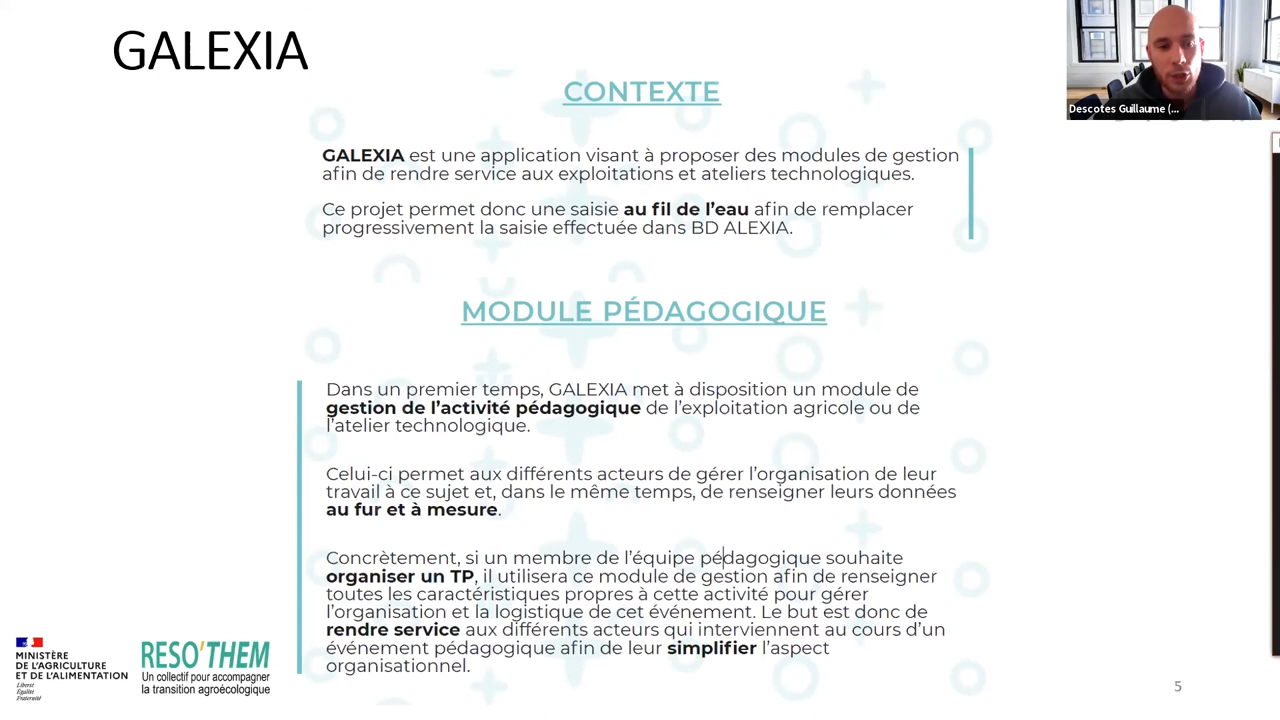 GALEXIA
Descotes Guillaume (...
CONTEXTE
GALEXIA est une application visant à proposer des modules de gestion
afin de rendre service aux exploitations et ateliers technologiques.
Ce projet permet donc une saisie au fil de l'eau afin de remplacer
progressivement la saisie effectuée dans BD ALEXIA.
MODULE PÉDAGOGIQUE
Dans un premier temps, GALEXIA met à disposition un module de
gestion de l'activité pédagogique de l'exploitation agricole ou de
l'atelier technologique.
Celui-ci permet aux différents acteurs de gérer l'organisation de leur
travail à ce sujet et, dans le même temps, de renseigner leurs données
au fur et à mesure.
Concrètement, si un membre de l'équipe pédagogique souhaite
organiser un TP, il utilisera ce module de gestion afin de renseigner
toutes les caractéristiques propres à cette activité pour gérer
l'organisation et la logistique de cet événement. Le but est donc de
rendre service aux différents acteurs qui interviennent au cours d'un
événement pédagogique afin de leur simplifier l'aspect
organisationnel.
MINISTÈRE
DE L'AGRICULTURE
ET DE L'ALIMENTATION
Liberté
Égalité
Fraternité
RESO'THEM
Un collectif pour accompagner
la transition agroécologique
5